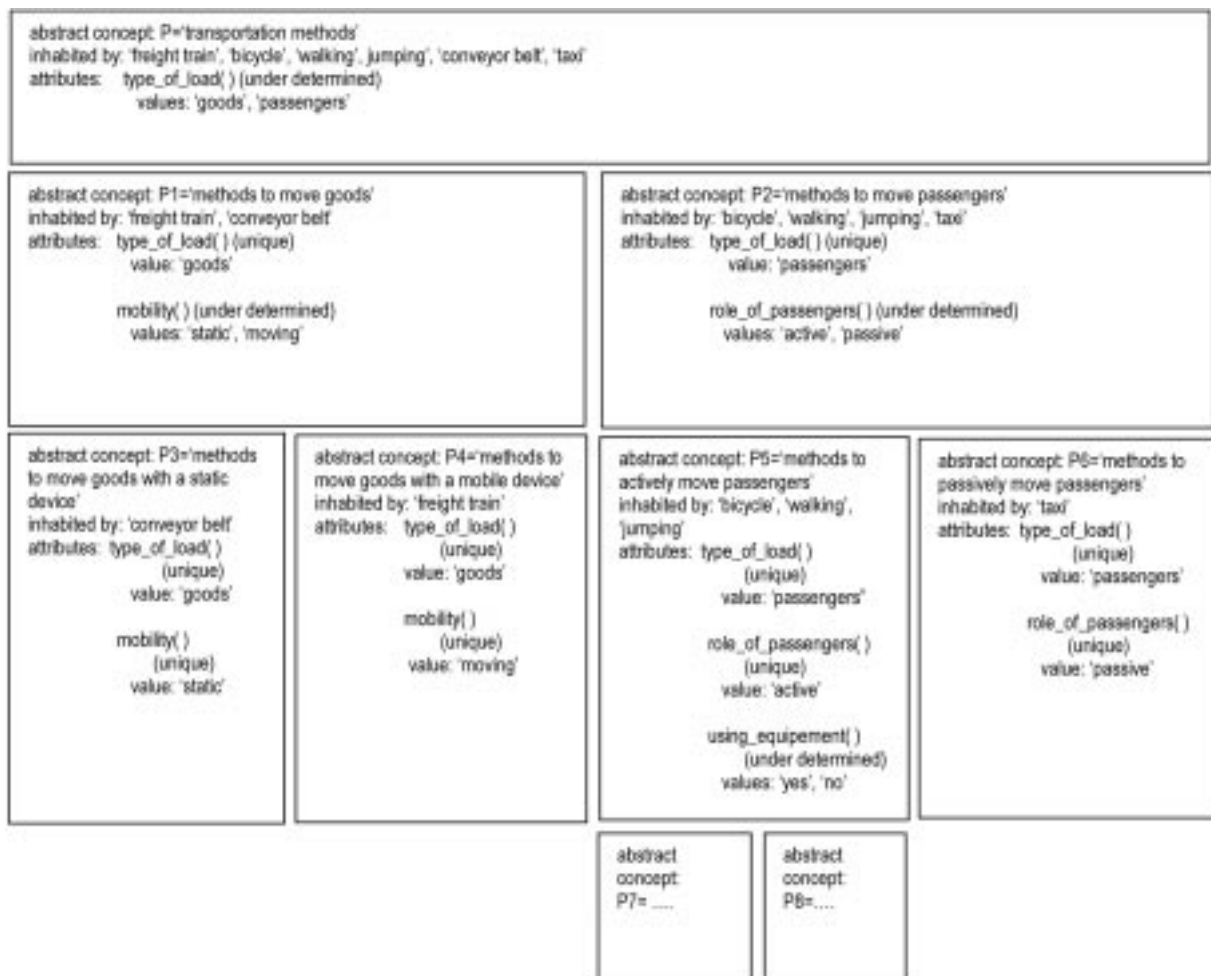 abstract concept: P='transportation methods'
inhabited by: 'freight train', 'bicycle', 'walking', jumping', 'conveyor belt', 'taxi'
attributes: type_of_load( ) (under determined)
values: 'goods', 'passengers'
abstract concept: P1='methods to move goods'
inhabited by: 'freight train', 'conveyor belt'
attributes: type_of_load( ) (unique)
value: 'goods'
mobility( ) (under determined)
values: 'static', 'moving'
abstract concept: P2='methods to move passengers'
inhabited by: 'bicycle', 'walking', 'jumping', 'taxi'
attributes: type_of_load( ) (unique)
value: 'passengers'
role_of_passengers( ) (under determined)
values: 'active', 'passive'
abstract concept: P3='methods
to move goods with a static
device'
inhabited by: 'conveyor belt'
attributes: type_of_load( )
(unique)
value: 'goods'
mobility( )
(unique)
value: 'static'
abstract concept: P4='methods to
move goods with a mobile device'
inhabited by: 'freight train'
attributes: type_of_load( )
(unique)
value: 'goods'
mobility( )
(unique)
value: 'moving'
abstract concept: P5='methods to
actively move passengers'
inhabited by: 'bicycle', 'walking',
'jumping'
attributes: type_of_load( )
(unique)
value: 'passengers'
role_of_passengers( )
(unique)
value: 'active'
using_equipement( )
(under determined)
values: 'yes', 'no'
abstract concept: P6='methods to
passively move passengers'
inhabited by: 'taxi'
attributes: type_of_load( )
(unique)
value: 'passengers'
role_of_passengers( )
(unique)
value: 'passive'
abstract
concept:
P7= .....
abstract
concept:
P8=....